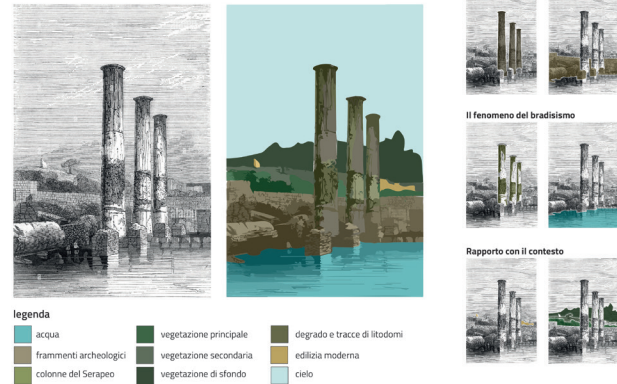 Il fenomeno del bradisismo
Rapporto con il contesto
legenda
acqua
frammenti archeologici
colonne del Serapeo
vegetazione principale
vegetazione secondaria
vegetazione di sfondo
degrado e tracce di litodomi
edilizia moderna
cielo